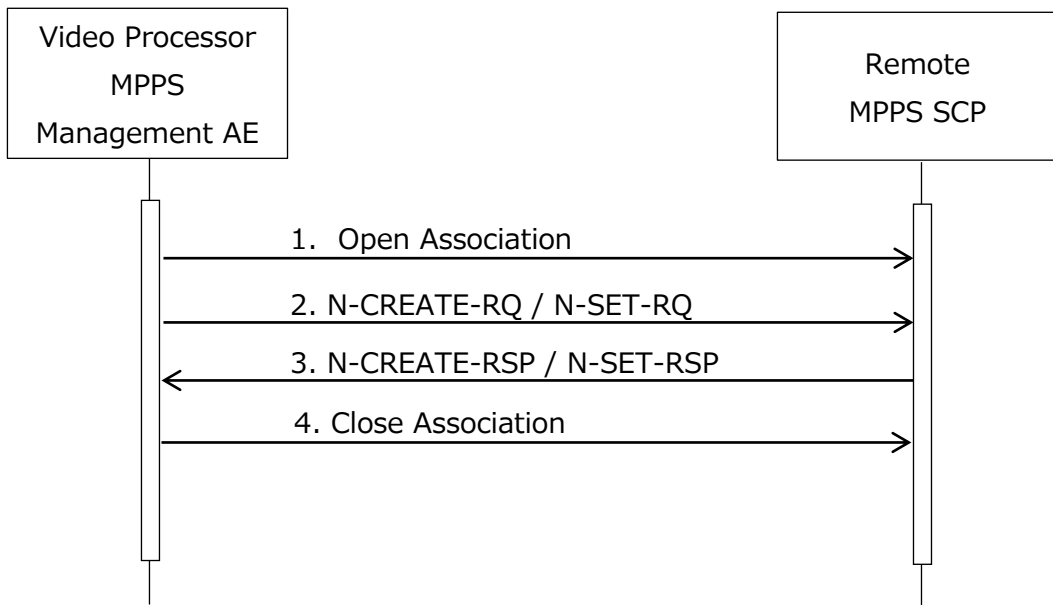 Video Processor
MPPS
Management AE
Remote
MPPS SCP
1.  Open Association
2. N-CREATE-RQ / N-SET-RQ
3. N-CREATE-RSP / N-SET-RSP
4. Close Association